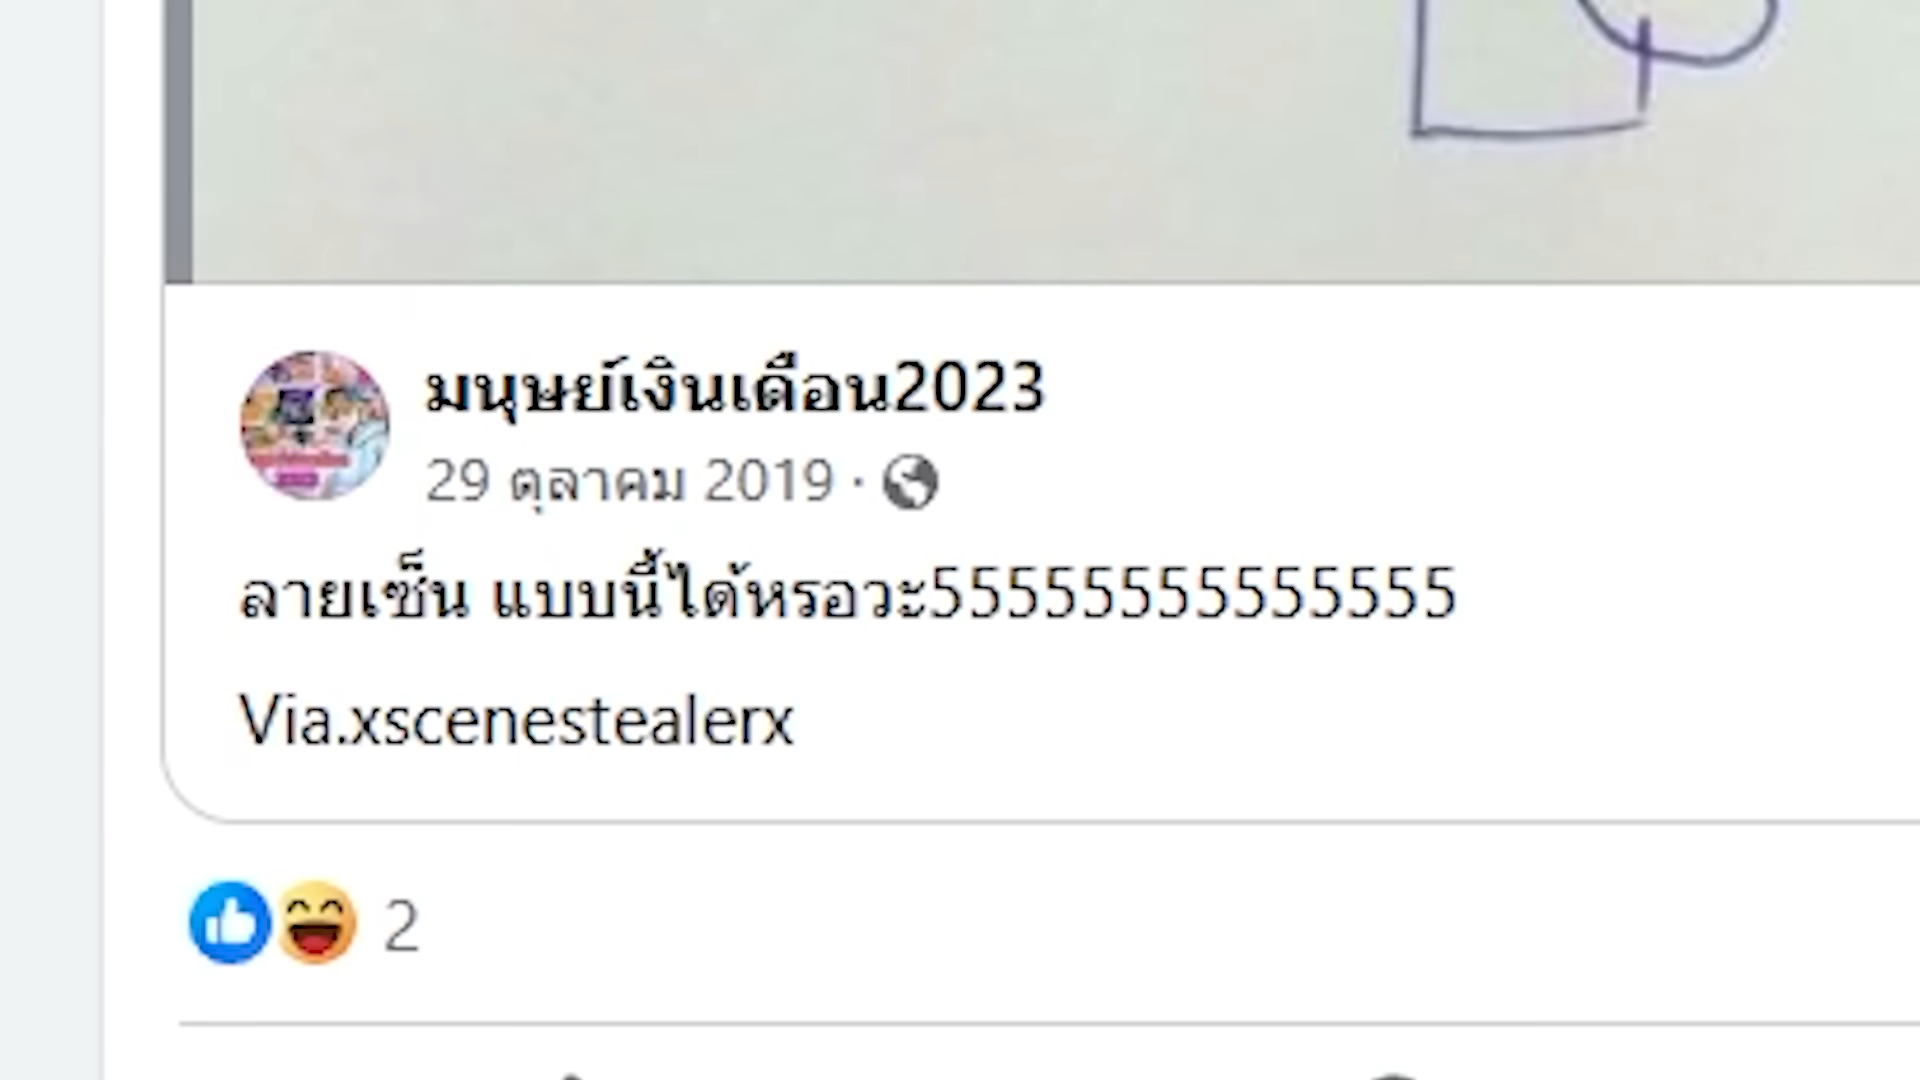 มนุษย์เงินเดือน2023
29 ตุลาคม 2019 ·
ลายเซ็น แบบนี้ได้หรอวะ55555555555555
Via.xscenestealerx
2